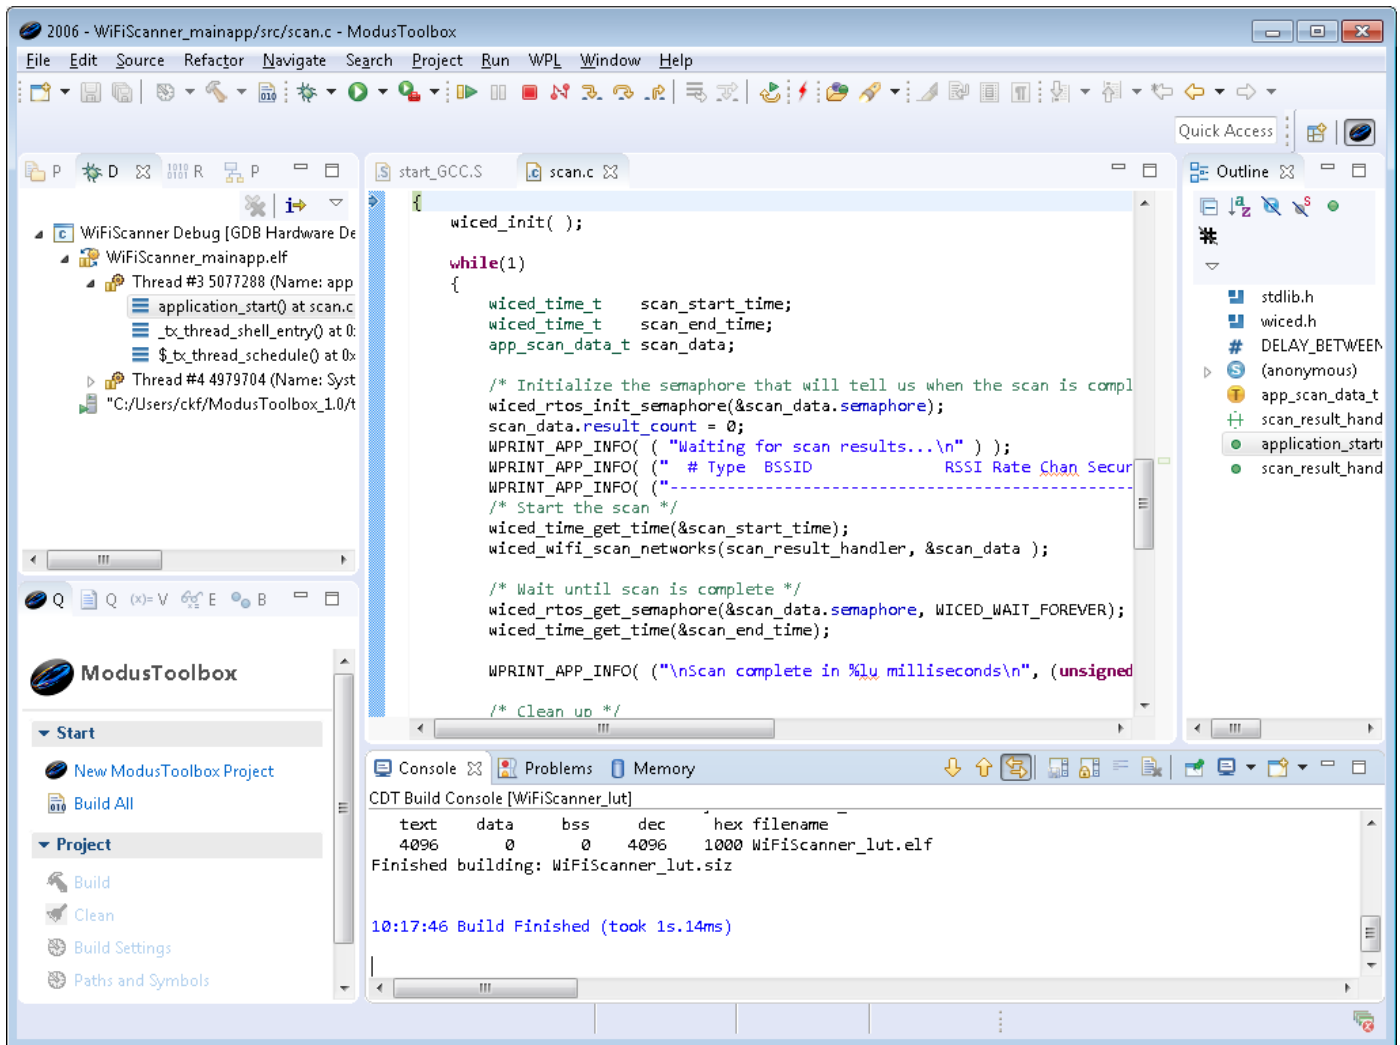 2006 - WiFiScanner_mainapp/src/scan.c - ModusToolbox
File Edit Source Refactor Navigate Search Project Run WPL Window Help
Quick Access
P D R P
WiFiScanner Debug [GDB Hardware De
WiFiScanner_mainapp.elf
Thread #3 5077288 (Name: app
application_start() at scan.c
_tx_thread_shell_entry() at 0
$_tx_thread_schedule() at 0x
Thread #4 4979704 (Name: Syst
"C:/Users/ckf/ModusToolbox_1.0/t
start_GCC.S scan.c
{
wiced_init( );
while(1)
{
wiced_time_t scan_start_time;
wiced_time_t scan_end_time;
app_scan_data_t scan_data;
/* Initialize the semaphore that will tell us when the scan is compl
wiced_rtos_init_semaphore(&scan_data.semaphore);
scan_data.result_count = 0;
WPRINT_APP_INFO( ( "Waiting for scan results...\n" ) );
WPRINT_APP_INFO( (" # Type BSSID RSSI Rate Chan Secur
WPRINT_APP_INFO( ("-------------------------------------------------
/* Start the scan */
wiced_time_get_time(&scan_start_time);
wiced_wifi_scan_networks(scan_result_handler, &scan_data );
/* Wait until scan is complete */
wiced_rtos_get_semaphore(&scan_data.semaphore, WICED_WAIT_FOREVER);
wiced_time_get_time(&scan_end_time);
WPRINT_APP_INFO( ("\nScan complete in %lu milliseconds\n", (unsigned
/* Clean up */
Outline
stdlib.h
wiced.h
DELAY_BETWEEN
(anonymous)
app_scan_data_t
scan_result_hand
application_start(
scan_result_hand
Q Q (x)= V E B
ModusToolbox
Start
New ModusToolbox Project
Build All
Project
Build
Clean
Build Settings
Paths and Symbols
Console Problems Memory
CDT Build Console [WiFiScanner_lut]
text data bss dec hex filename
4096 0 0 4096 1000 WiFiScanner_lut.elf
Finished building: WiFiScanner_lut.siz
10:17:46 Build Finished (took 1s.14ms)